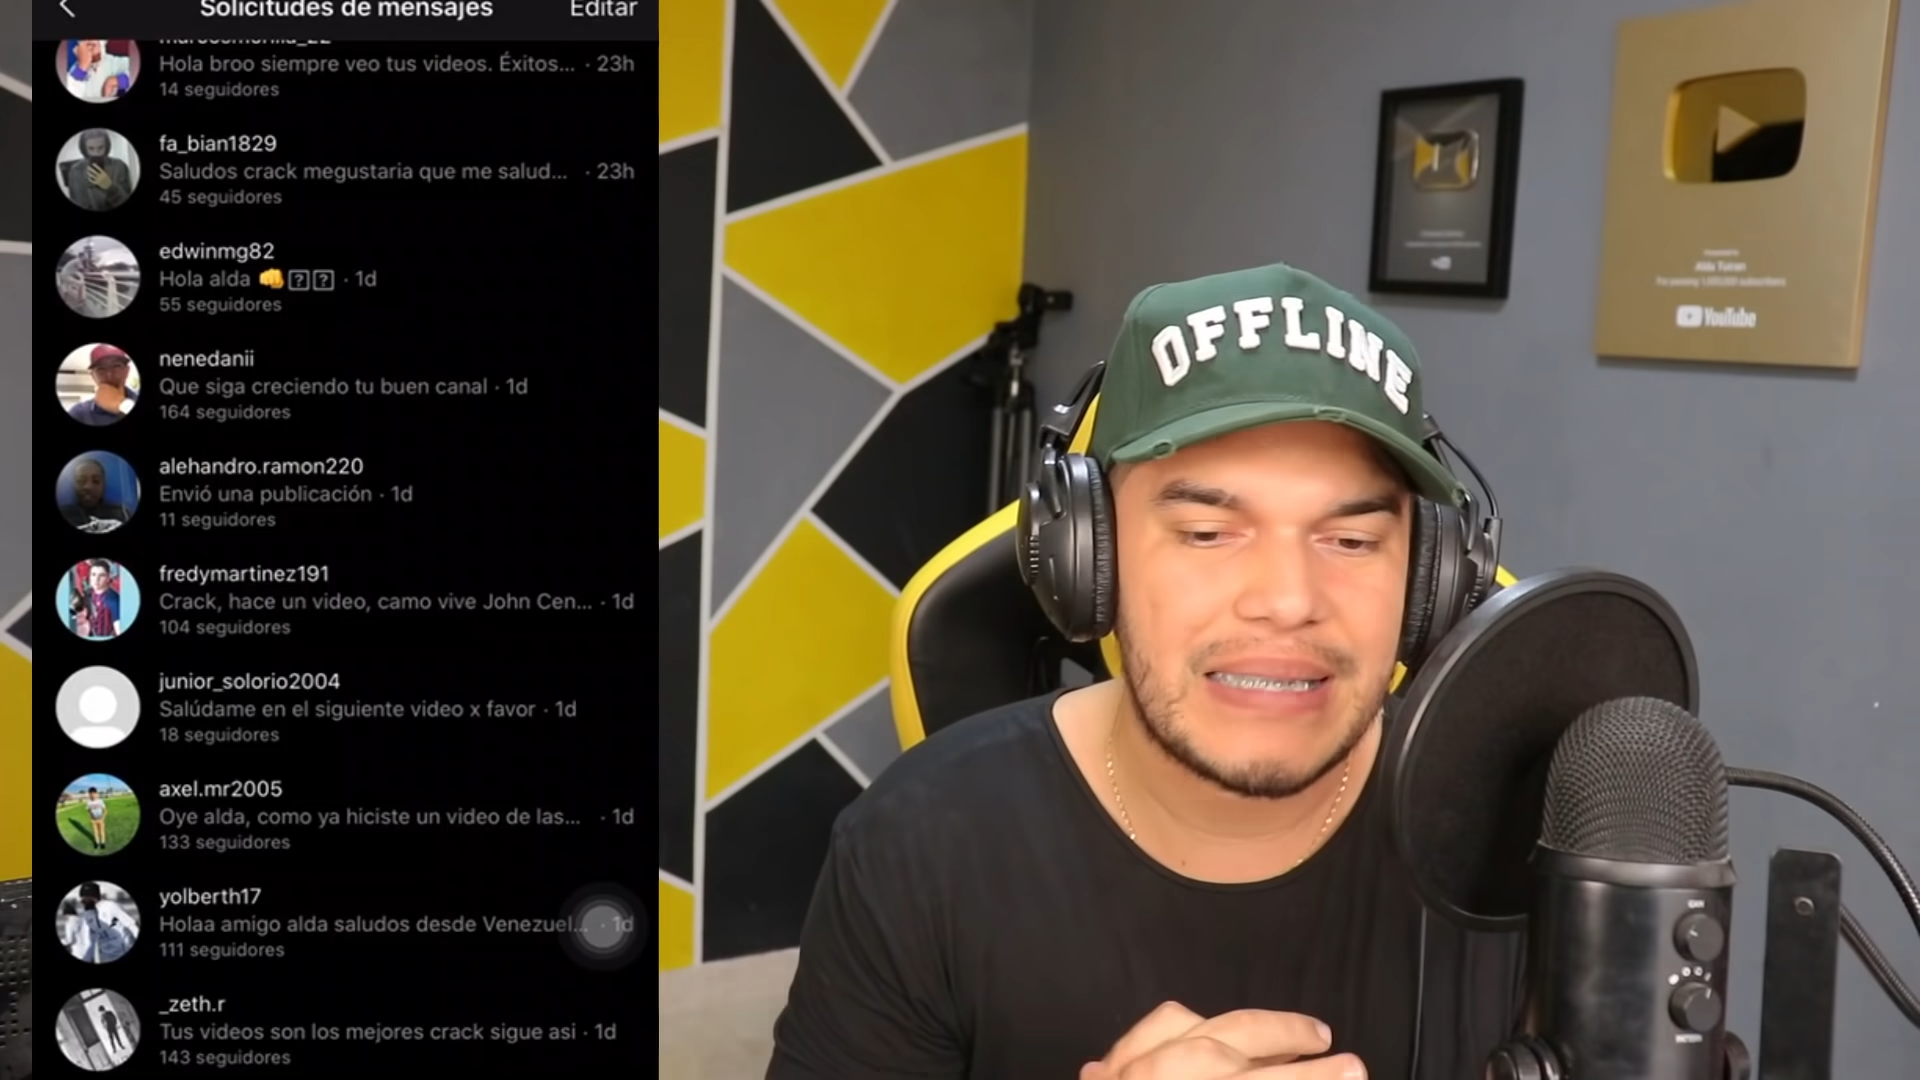 Solicitudes de mensajes
Editar
Hola broo siempre veo tus videos. Éxitos... · 23h
14 seguidores
fa_bian1829
Saludos crack megustaria que me salud... · 23h
45 seguidores
edwinmg82
Hola alda 👊 · 1d
55 seguidores
nenedanii
Que siga creciendo tu buen canal · 1d
164 seguidores
alehandro.ramon220
Envió una publicación · 1d
11 seguidores
fredymartinez191
Crack, hace un video, camo vive John Cen... · 1d
104 seguidores
junior_solorio2004
Salúdame en el siguiente video x favor · 1d
18 seguidores
axel.mr2005
Oye alda, como ya hiciste un video de las... · 1d
133 seguidores
yolberth17
Holaa amigo alda saludos desde Venezuel... · 1d
111 seguidores
_zeth.r
Tus videos son los mejores crack sigue asi · 1d
143 seguidores
OFFLINE
YouTube